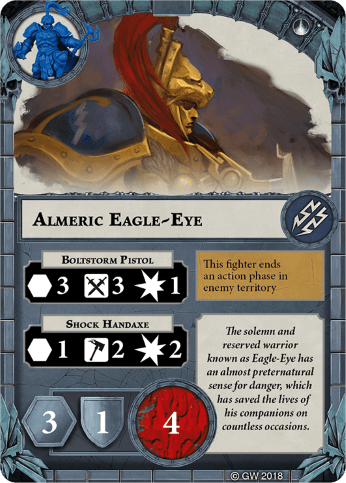 Almeric Eagle-Eye
Boltstorm Pistol
3 3 1
This fighter ends
an action phase in
enemy territory
Shock Handaxe
1 2 2
The solemn and
reserved warrior
known as Eagle-Eye has
an almost preternatural
sense for danger, which
has saved the lives of
his companions on
countless occasions.
3 1 4
© GW 2018